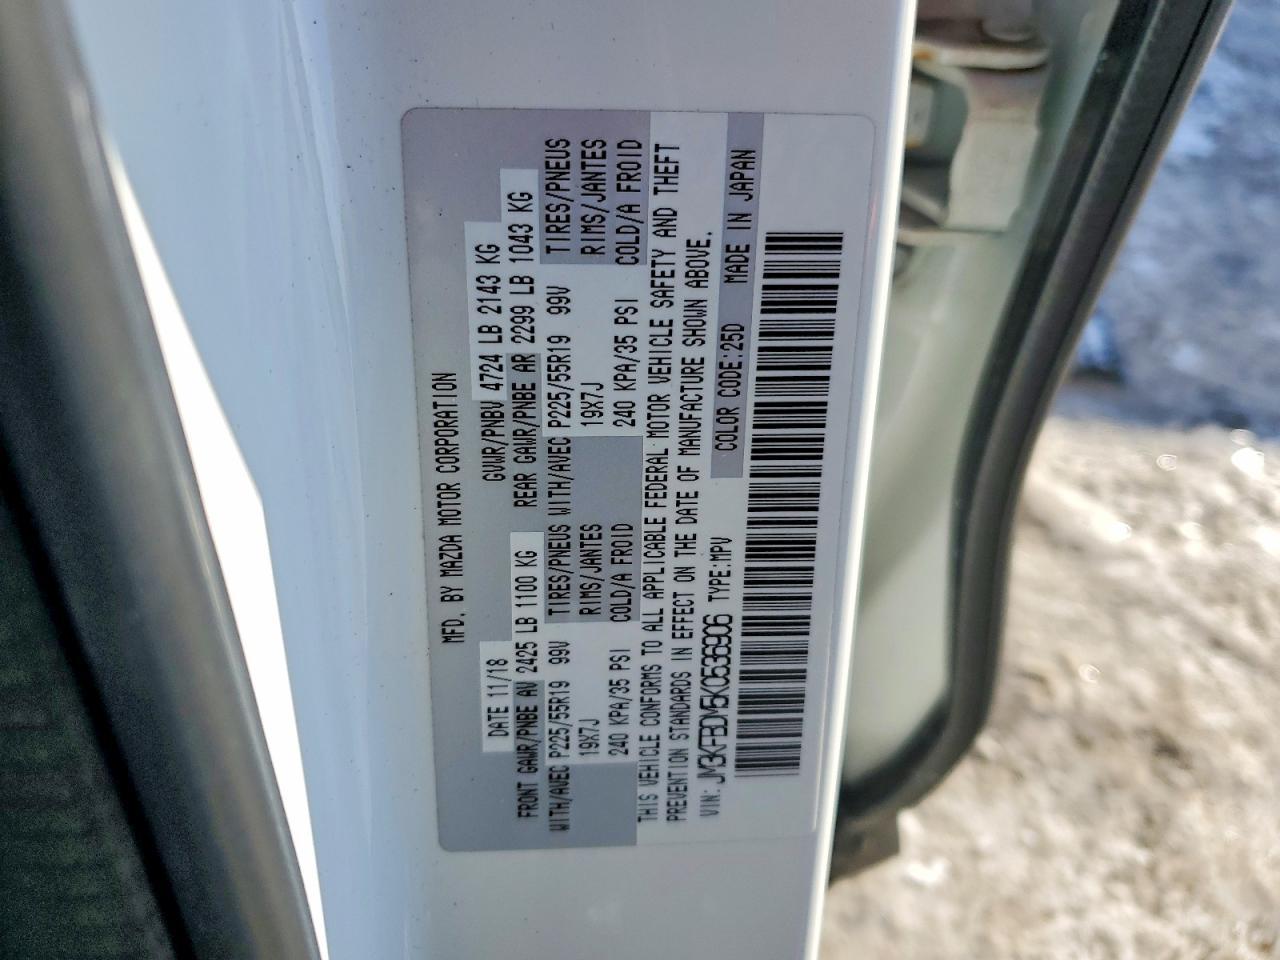 MFD. BY MAZDA MOTOR CORPORATION
DATE 11/18 GVWR/PNBV 4724 LB 2143 KG
FRONT GAWR/PNBE AV 2425 LB 1100 KG REAR GAWR/PNBE AR 2299 LB 1043 KG
WITH/AVEC P225/55R19 99V TIRES/PNEUS WITH/AVEC P225/55R19 99V TIRES/PNEUS
19X7J RIMS/JANTES 19X7J RIMS/JANTES
240 KPA/35 PSI COLD/A FROID 240 KPA/35 PSI COLD/A FROID
THIS VEHICLE CONFORMS TO ALL APPLICABLE FEDERAL MOTOR VEHICLE SAFETY AND THEFT
PREVENTION STANDARDS IN EFFECT ON THE DATE OF MANUFACTURE SHOWN ABOVE.
VIN: JM3KFBDM5K0536906 TYPE:MPV COLOR CODE:25D MADE IN JAPAN